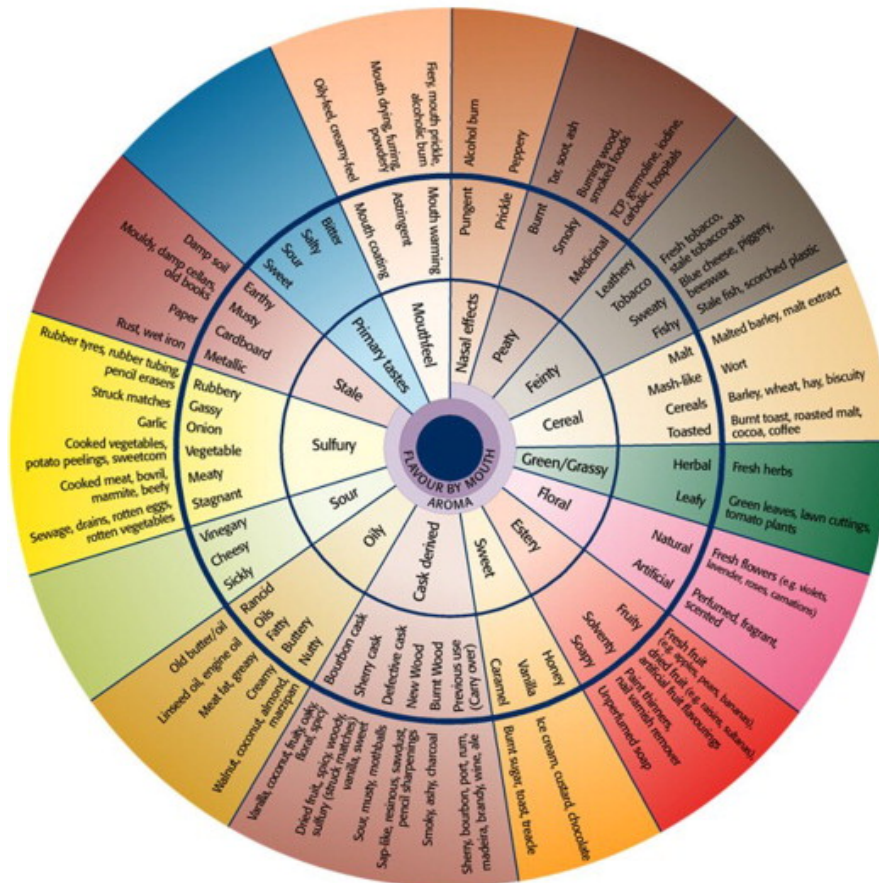 FLAVOUR BY MOUTH
AROMA
Nasal effects
Pungent
Prickle
Alcohol burn
Peppery
Peaty
Burnt
Smoky
Medicinal
Tar, soot, ash
Burning wood,
smoked foods
TCP, germoline, iodine,
carbolic, hospitals
Feinty
Leathery
Tobacco
Sweaty
Fishy
Fresh tobacco,
stale tobacco-ash
Blue cheese, piggery,
beeswax
Stale fish, scorched plastic
Cereal
Malt
Mash-like
Cereals
Toasted
Malted barley, malt extract
Wort
Barley, wheat, hay, biscuity
Burnt toast, roasted malt,
cocoa, coffee
Green/Grassy
Herbal
Leafy
Fresh herbs
Green leaves, lawn cuttings,
tomato plants
Floral
Natural
Artificial
Fresh flowers (e.g. violets,
lavender, roses, carnations)
Perfumed, fragrant,
scented
Estery
Fruity
Solventy
Soapy
Fresh fruit
(e.g. apples, pears, bananas),
dried fruit (e.g. raisins, sultanas),
artificial fruit flavourings
Paint thinners,
nail varnish remover
Unperfumed soap
Sweet
Honey
Vanilla
Caramel
Ice cream, custard, chocolate
Burnt sugar, toast, treacle
Cask derived
Previous use
(Carry over)
Burnt Wood
New Wood
Defective cask
Sherry cask
Bourbon cask
Sherry, bourbon, port, rum,
madeira, brandy, wine, ale
Smoky, ashy, charcoal
Sap-like, resinous, sawdust,
pencil sharpenings
Sour, musty, mothballs
Dried fruit, spicy, woody,
sulfury (struck matches)
vanilla, sweet
Vanilla, coconut, fruity, oaky,
floral, spicy
Oily
Nutty
Buttery
Fatty
Oils
Rancid
Walnut, coconut, almond,
marzipan
Creamy
Meat fat, greasy
Linseed oil, engine oil
Old butter/oil
Sour
Sickly
Cheesy
Vinegary
Sulfury
Stagnant
Meaty
Vegetable
Onion
Gassy
Rubbery
Sewage, drains, rotten eggs,
rotten vegetables
Cooked meat, bovril,
marmite, beefy
Cooked vegetables,
potato peelings, sweetcorn
Garlic
Struck matches
Rubber tyres, rubber tubing,
pencil erasers
Stale
Metallic
Cardboard
Musty
Earthy
Rust, wet iron
Paper
Mouldy, damp cellars,
old books
Damp soil
Primary tastes
Sweet
Sour
Salty
Bitter
Mouthfeel
Mouth coating
Astringent
Mouth warming
Oily-feel, creamy-feel
Mouth drying, furring,
powdery
Fiery, mouth prickle,
alcoholic burn